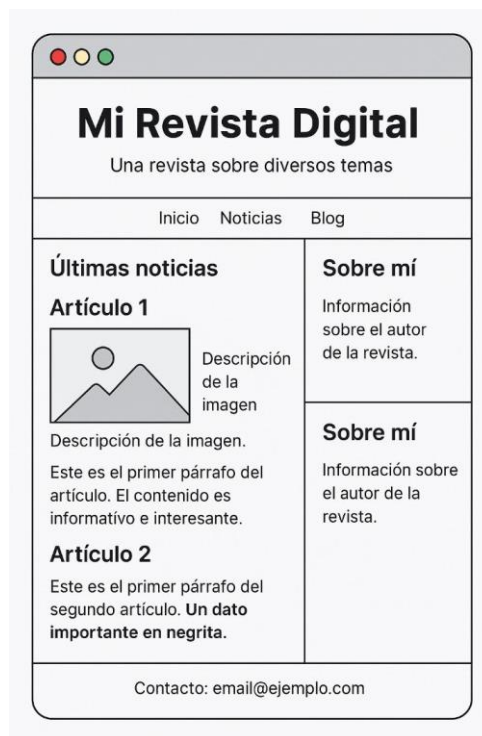 Mi Revista Digital
Una revista sobre diversos temas
Inicio Noticias Blog
Últimas noticias
Artículo 1
Descripción
de la
imagen
Descripción de la imagen.
Este es el primer párrafo del
artículo. El contenido es
informatívo e interesante.
Artículo 2
Este es el primer párrafo del
segundo artículo. Un dato
importante en negrita.
Sobre mí
Información
sobre el autor
de la revista.
Sobre mí
Información sobre
el autor de la
revista.
Contacto: email@ejemplo.com